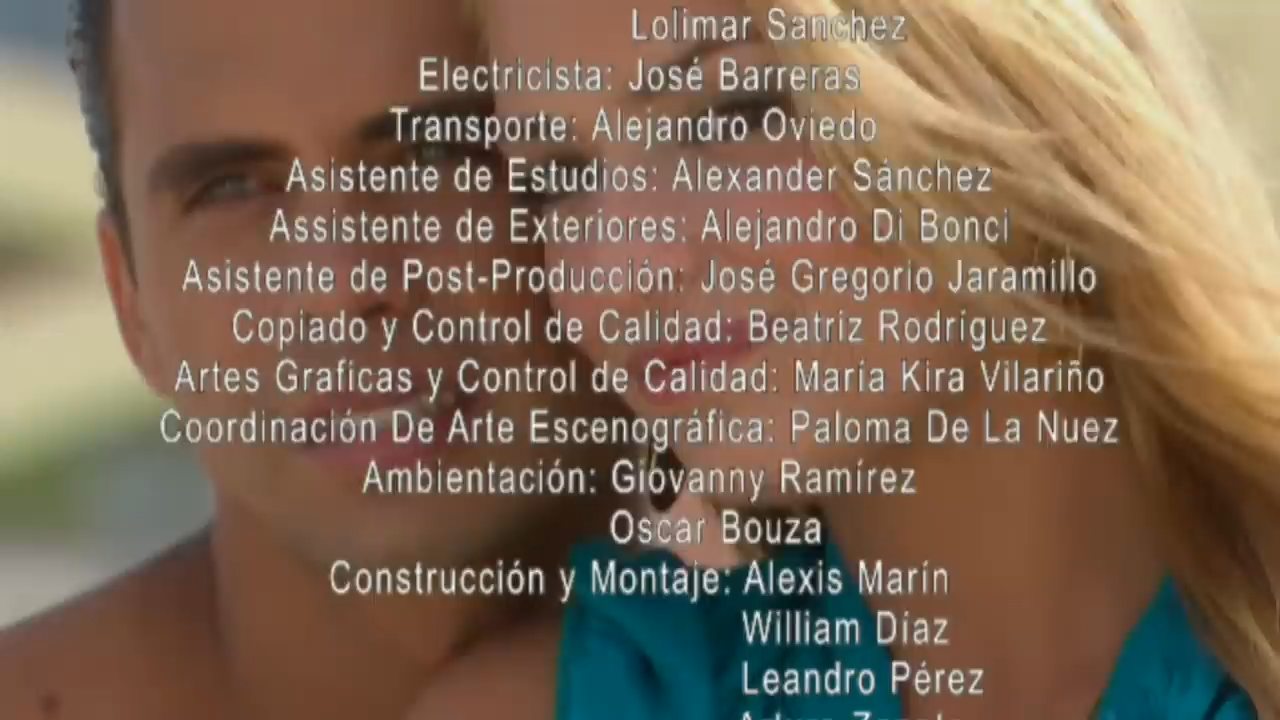 Lolimar Sanchez
Electricista: José Barreras
Transporte: Alejandro Oviedo
Asistente de Estudios: Alexander Sánchez
Assistente de Exteriores: Alejandro Di Bonci
Asistente de Post-Producción: José Gregorio Jaramillo
Copiado y Control de Calidad: Beatriz Rodríguez
Artes Graficas y Control de Calidad: María Kira Vilariño
Coordinación De Arte Escenográfica: Paloma De La Nuez
Ambientación: Giovanny Ramírez
Oscar Bouza
Construcción y Montaje: Alexis Marín
William Díaz
Leandro Pérez